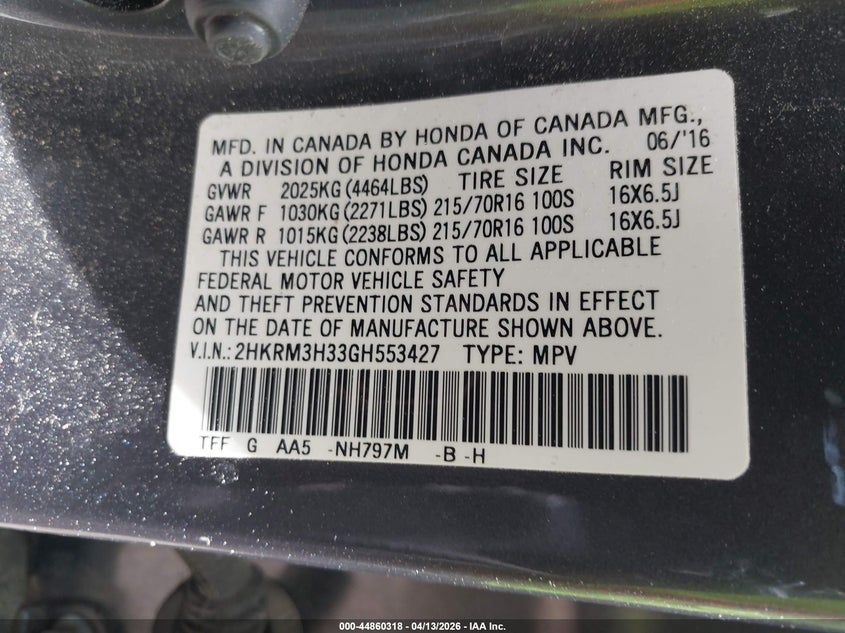 MFD. IN CANADA BY HONDA OF CANADA MFG.,
A DIVISION OF HONDA CANADA INC. 06/'16
GVWR 2025KG (4464LBS) TIRE SIZE RIM SIZE
GAWR F 1030KG (2271LBS) 215/70R16 100S 16X6.5J
GAWR R 1015KG (2238LBS) 215/70R16 100S 16X6.5J
THIS VEHICLE CONFORMS TO ALL APPLICABLE
FEDERAL MOTOR VEHICLE SAFETY
AND THEFT PREVENTION STANDARDS IN EFFECT
ON THE DATE OF MANUFACTURE SHOWN ABOVE.
V.I.N.: 2HKRM3H33GH553427 TYPE: MPV
TFF G AA5 -NH797M -B -H
000-44860318 - 04/13/2026 - IAA Inc.